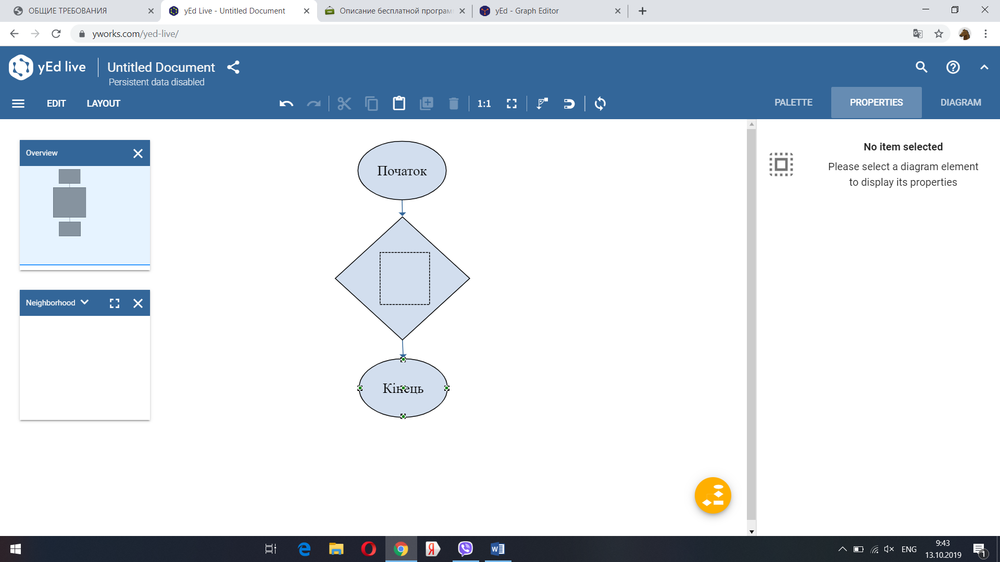 ОБЩИЕ ТРЕБОВАНИЯ
yEd Live - Untitled Document
Описание бесплатной програм
yEd - Graph Editor
yworks.com/yed-live/
yEd live
Untitled Document
Persistent data disabled
EDIT
LAYOUT
1:1
PALETTE
PROPERTIES
DIAGRAM
Overview
Neighborhood
Початок
Кінець
No item selected
Please select a diagram element
to display its properties
ENG
9:43
13.10.2019
1